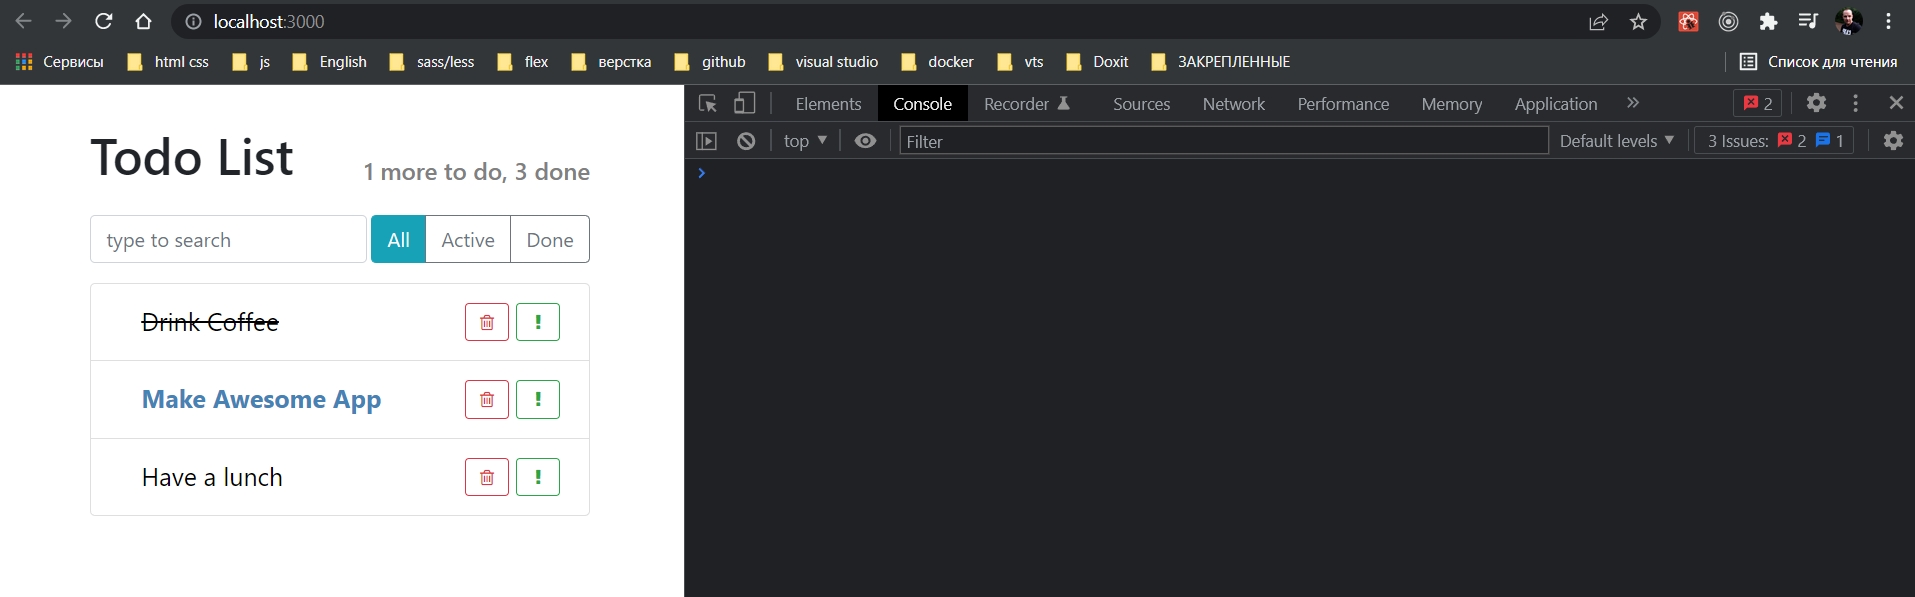 localhost:3000
Сервисы html css js English sass/less flex верстка github visual studio docker vts Doxit ЗАКРЕПЛЕННЫЕ Список для чтения
Elements Console Recorder Sources Network Performance Memory Application » 2
top Filter Default levels 3 Issues: 2 1
Todo List
1 more to do, 3 done
type to search All Active Done
Drink Coffee !
Make Awesome App !
Have a lunch !